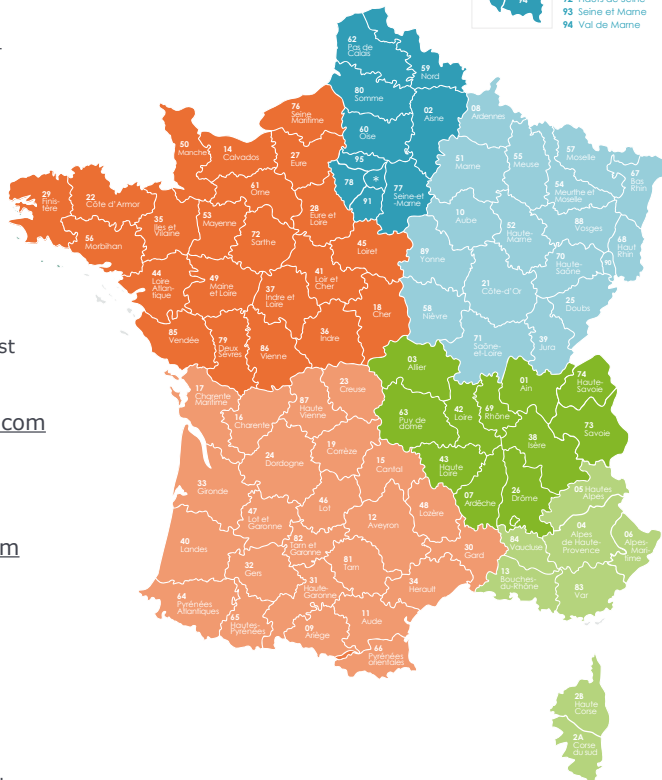 94
92 Hauts de Seine
93 Seine et Marne
94 Val de Marne
62
Pas de
Calais
59
Nord
80
Somme
02
Aisne
76
Seine
Maritime
60
Oise
08
Ardennes
50
Manche
14
Calvados
27
Eure
95
78
*
91
77
Seine-et
-Marne
51
Marne
55
Meuse
57
Moselle
67
Bas
Rhin
54
Meurthe et
Moselle
29
Finis-
tère
22
Côte d'Armor
61
Orne
28
Eure et
Loire
10
Aube
52
Haute-
Marne
88
Vosges
68
Haut
Rhin
35
Iles et
Vilaine
53
Mayenne
72
Sarthe
45
Loiret
56
Morbihan
89
Yonne
70
Haute-
Saône
90
44
Loire
Atlan-
tique
49
Maine
et Loire
37
Indre et
Loire
41
Loir et
Cher
21
Côte-d'Or
25
Doubs
18
Cher
58
Nièvre
85
Vendée
79
Deux
Sèvres
86
Vienne
36
Indre
71
Saône-
et-Loire
39
Jura
st
03
Allier
17
Charente
Maritime
23
Creuse
01
Ain
74
Haute-
Savoie
.com
16
Charente
87
Haute
Vienne
63
Puy de
dome
42
Loire
69
Rhône
73
Savoie
38
Isère
24
Dordogne
19
Corrèze
15
Cantal
43
Haute
Loire
33
Gironde
07
Ardèche
26
Drôme
05 Hautes
Alpes
46
Lot
48
Lozère
47
Lot et
Garonne
12
Aveyron
m
40
Landes
82
Tarn et
Garonne
30
Gard
84
Vaucluse
04
Alpes
de Haute-
Provence
06
Alpes-
Mari-
time
32
Gers
81
Tarn
13
Bouches-
du-Rhône
31
Haute-
Garonne
34
Herault
83
Var
64
Pyrénées
Atlantiques
65
Hautes-
Pyrénées
09
Ariège
11
Aude
66
Pyrénées
orientales
2B
Haute
Corse
2A
Corse
du-sud